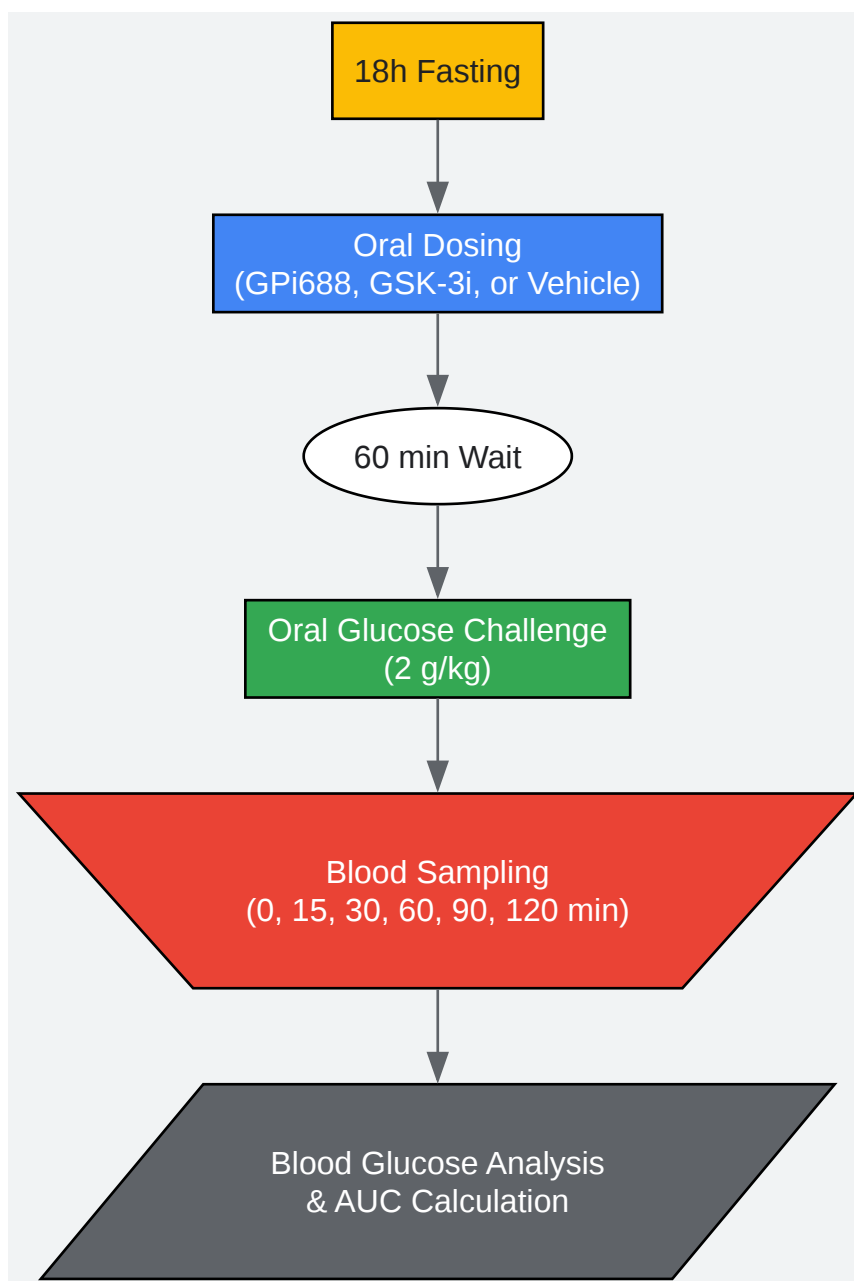 18h Fasting
Oral Dosing
(GPi688, GSK-3i, or Vehicle)
60 min Wait
Oral Glucose Challenge
(2 g/kg)
Blood Sampling
(0, 15, 30, 60, 90, 120 min)
Blood Glucose Analysis
& AUC Calculation